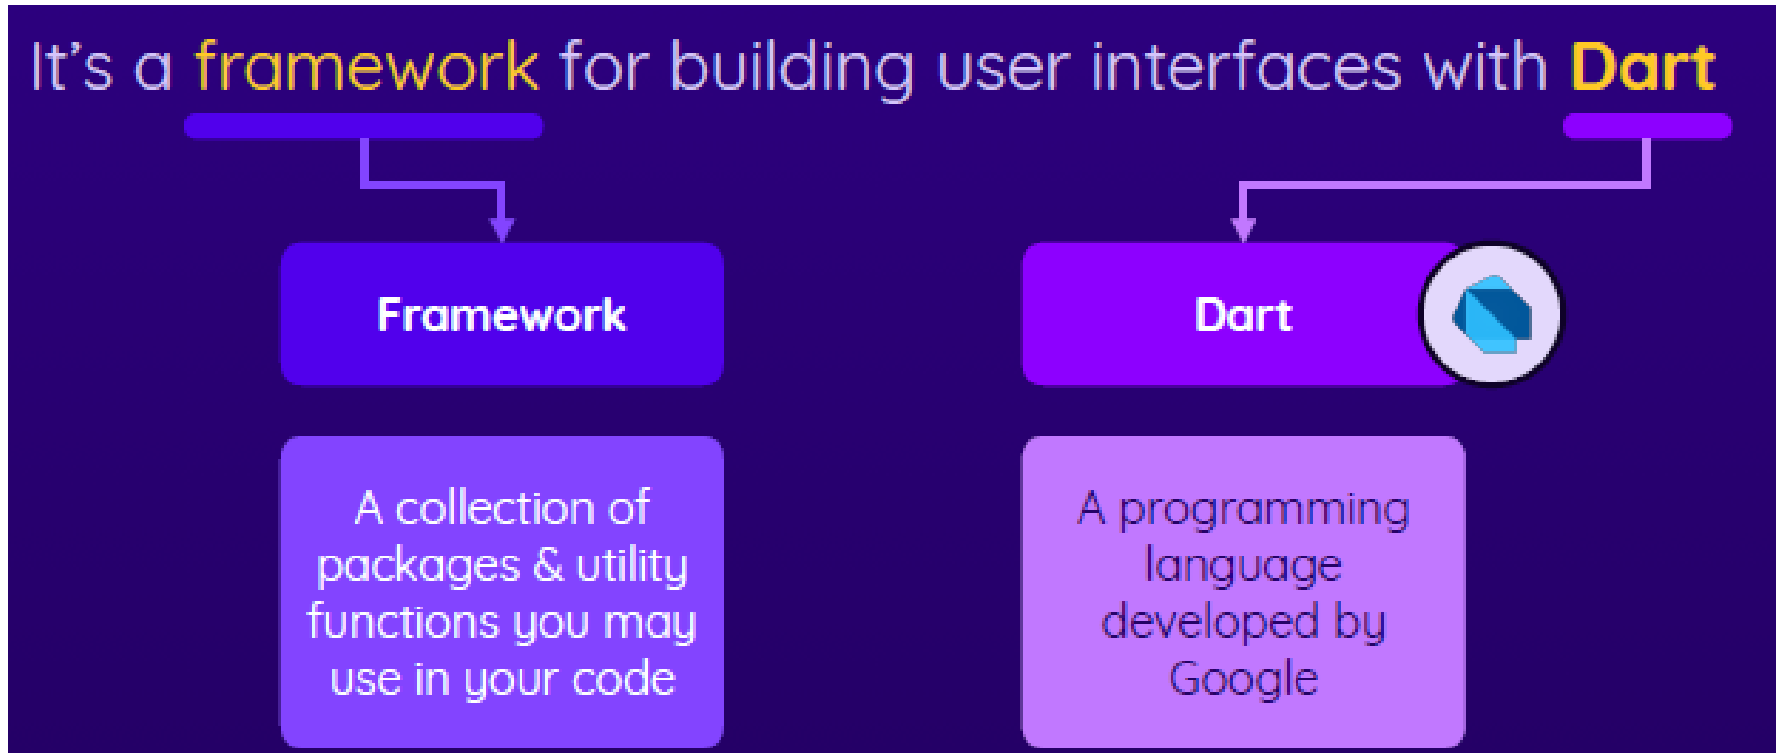 It's a framework for building user interfaces with Dart
Framework
A collection of
packages & utility
functions you may
use in your code
Dart
A programming
language
developed by
Google